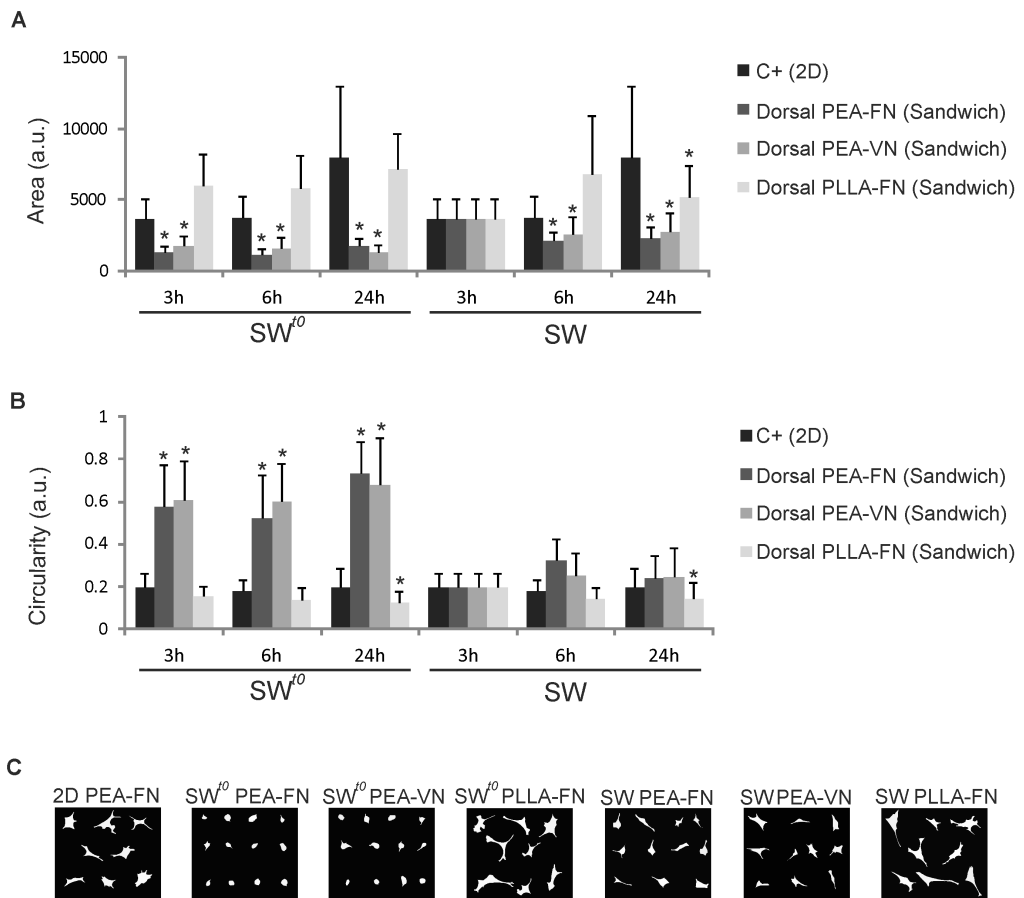 A
15000
10000
5000
0
Area (a.u.)
* * * * * * * * * * *
3h 6h 24h 3h 6h 24h
SWt0 SW
C+ (2D)
Dorsal PEA-FN (Sandwich)
Dorsal PEA-VN (Sandwich)
Dorsal PLLA-FN (Sandwich)
B
1
0.8
0.6
0.4
0.2
0
Circularity (a.u.)
* * * * * * * *
3h 6h 24h 3h 6h 24h
SWt0 SW
C+ (2D)
Dorsal PEA-FN (Sandwich)
Dorsal PEA-VN (Sandwich)
Dorsal PLLA-FN (Sandwich)
C
2D PEA-FN SWt0 PEA-FN SWt0 PEA-VN SWt0 PLLA-FN SW PEA-FN SW PEA-VN SW PLLA-FN